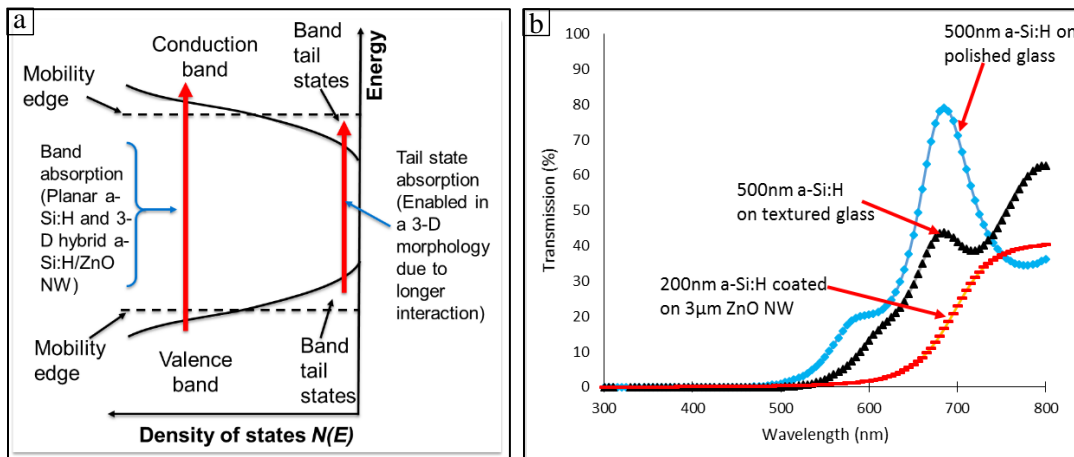 a
Conduction
band
Mobility
edge
Band
tail
states
Energy
Band
absorption
(Planar a-
Si:H and 3-
D hybrid a-
Si:H/ZnO
NW)
Tail state
absorption
(Enabled in
a 3-D
morphology
due to
longer
interaction)
Mobility
edge
Valence
band
Band
tail
states
Density of states N(E)
b
100
90
80
70
60
50
40
30
20
10
0
Transmission (%)
500nm a-Si:H on
polished glass
500nm a-Si:H
on textured glass
200nm a-Si:H coated
on 3µm ZnO NW
300 400 500 600 700 800
Wavelength (nm)